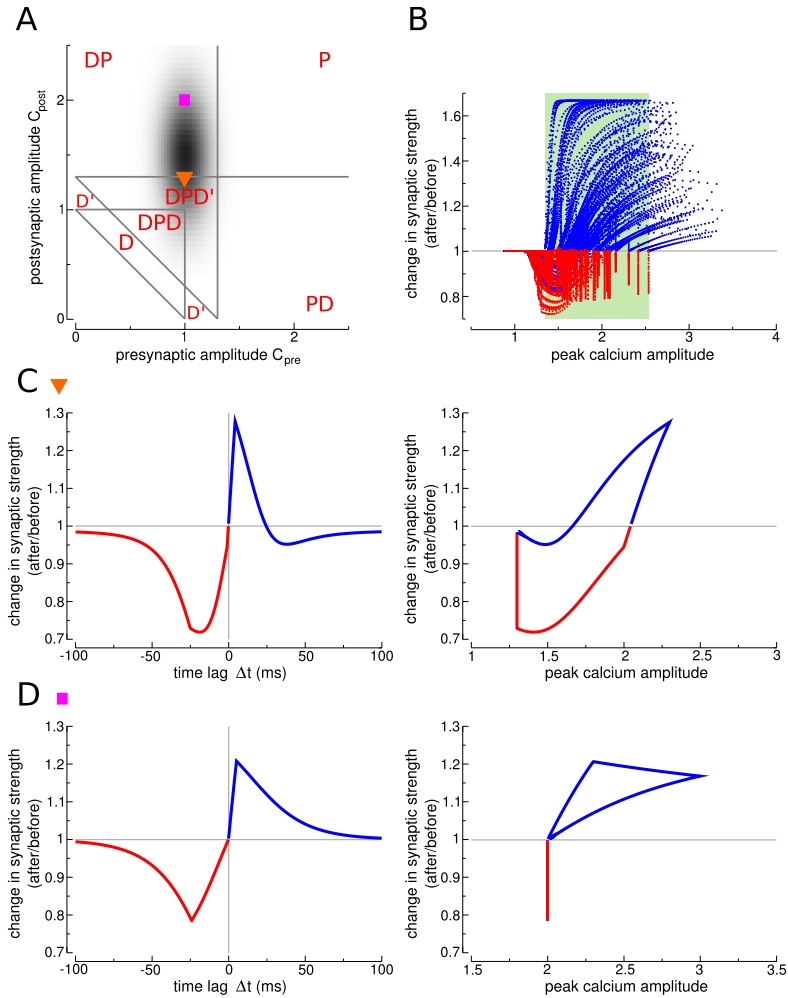 A
B
DP
P
DPD'
D'
DPD
D
D'
PD
2
1
0
0
1
2
postsynaptic amplitude Cpost
presynaptic amplitude Cpre
1.6
1.4
1.2
1
0.8
change in synaptic strength
(after/before)
1
2
3
4
peak calcium amplitude
C
1.3
1.2
1.1
1
0.9
0.8
0.7
change in synaptic strength
(after/before)
-100
-50
0
50
100
time lag Δt (ms)
1.3
1.2
1.1
1
0.9
0.8
0.7
change in synaptic strength
(after/before)
1
1.5
2
2.5
3
peak calcium amplitude
D
1.3
1.2
1.1
1
0.9
0.8
0.7
change in synaptic strength
(after/before)
-100
-50
0
50
100
time lag Δt (ms)
1.3
1.2
1.1
1
0.9
0.8
0.7
change in synaptic strength
(after/before)
1.5
2
2.5
3
3.5
peak calcium amplitude